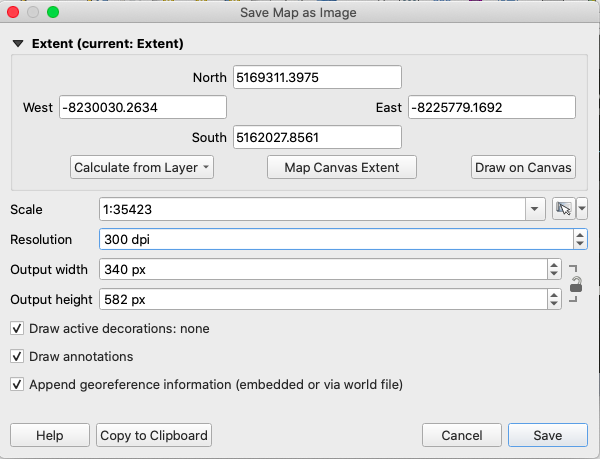 Save Map as Image
Extent (current: Extent)
North 5169311.3975
West -8230030.2634 East -8225779.1692
South 5162027.8561
Calculate from Layer Map Canvas Extent Draw on Canvas
Scale 1:35423
Resolution 300 dpi
Output width 340 px
Output height 582 px
Draw active decorations: none
Draw annotations
Append georeference information (embedded or via world file)
Help Copy to Clipboard Cancel Save